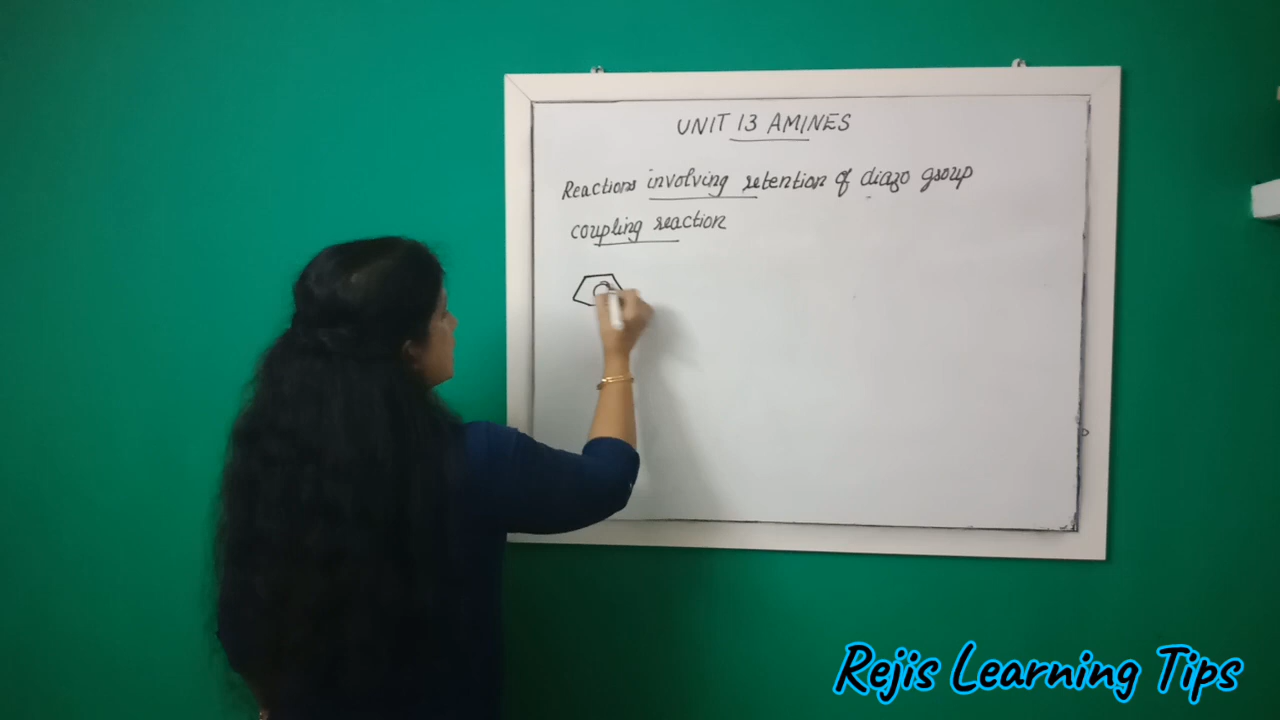 UNIT 13 AMINES
Reactions involving retention of diazo group
coupling reaction
Rejis Learning Tips